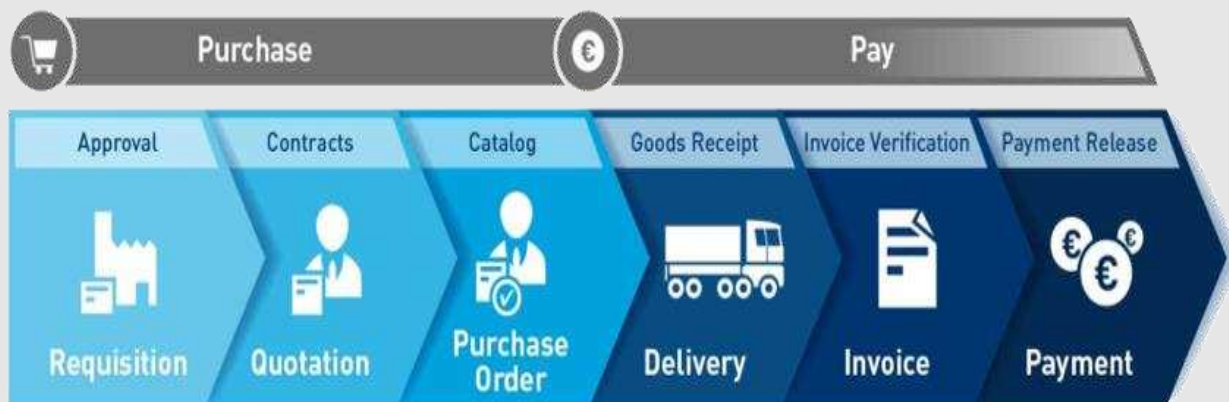 Purchase
€
Pay
Approval
Contracts
Catalog
Goods Receipt
Invoice Verification
Payment Release
€
€
€
Requisition
Quotation
Purchase
Order
Delivery
Invoice
Payment